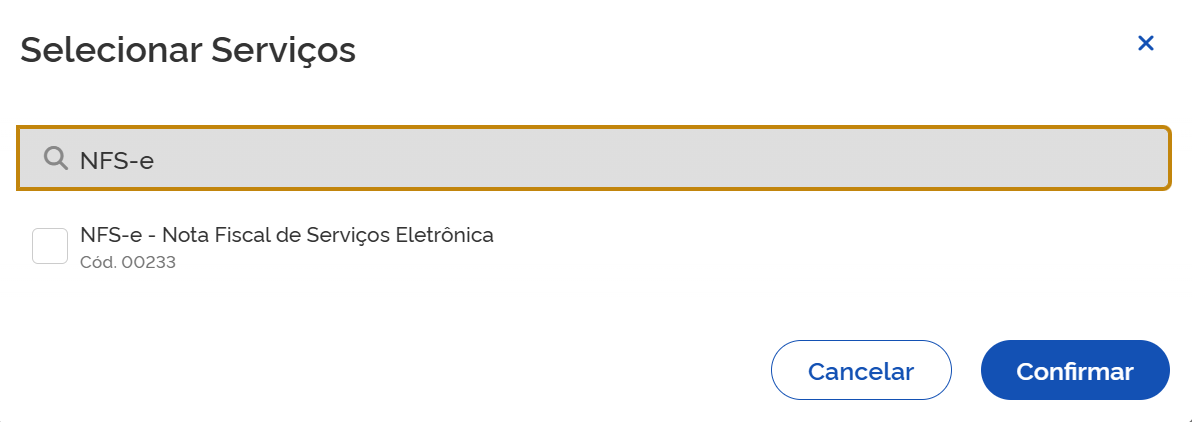 Selecionar Serviços
NFS-e
NFS-e - Nota Fiscal de Serviços Eletrônica
Cód. 00233
Cancelar
Confirmar